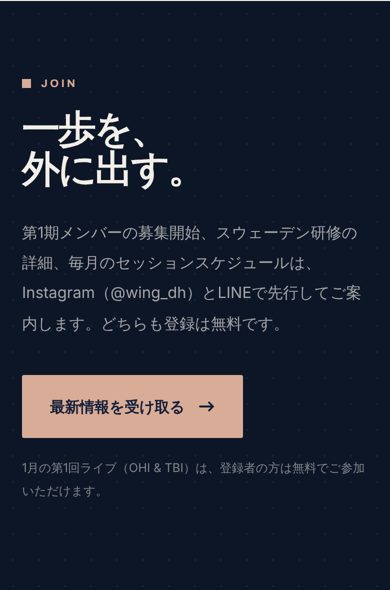 JOIN
一歩を、
外に出す。
第1期メンバーの募集開始、スウェーデン研修の
詳細、毎月のセッションスケジュールは、
Instagram（@wing_dh）とLINEで先行してご案
内します。どちらも登録は無料です。
最新情報を受け取る →
1月の第1回ライブ（OHI & TBI）は、登録者の方は無料でご参加
いただけます。